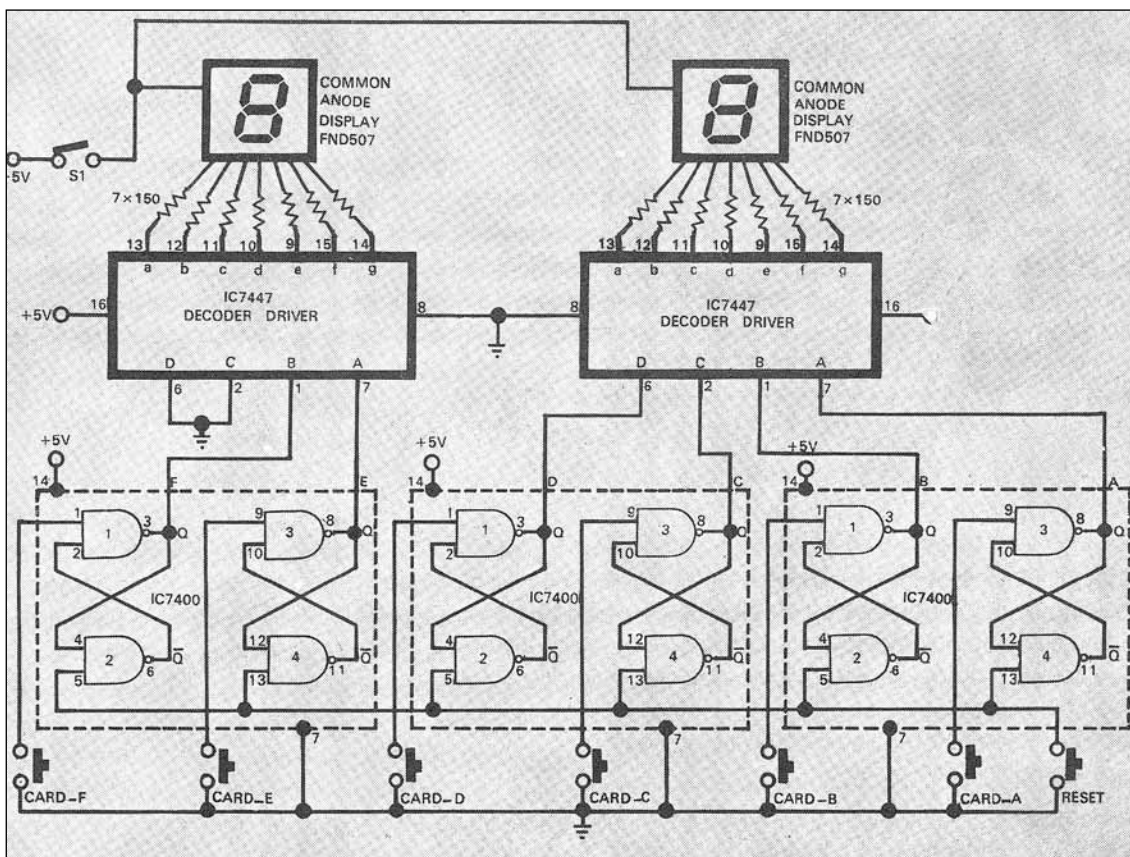 COMMON
ANODE
DISPLAY
FND507
COMMON
ANODE
DISPLAY
FND507
5V
S1
7×150
7×150
13 12 11 10 9 15 14
a b c d e f g
13 12 11 10 9 15 14
a b c d e f g
+5V
16
IC7447
DECODER DRIVER
8
8
IC7447
DECODER DRIVER
16
D C B A
6 2 1 7
D C B A
6 2 1 7
+5V
+5V
+5V
14 F E
14 D C
14 B A
1 1 3 Q 9 3 8 Q
2 10
1 1 3 Q 9 3 8 Q
2 10
1 1 3 Q 9 3 8 Q
2 10
IC7400
IC7400
IC7400
4 2 6 Q̅ 12 4 11 Q̅
5 13
4 2 6 Q̅ 12 4 11 Q̅
5 13
4 2 6 Q̅ 12 4 11 Q̅
5 13
7
7
7
CARD-F
CARD-E
CARD-D
CARD-C
CARD-B
CARD-A
RESET